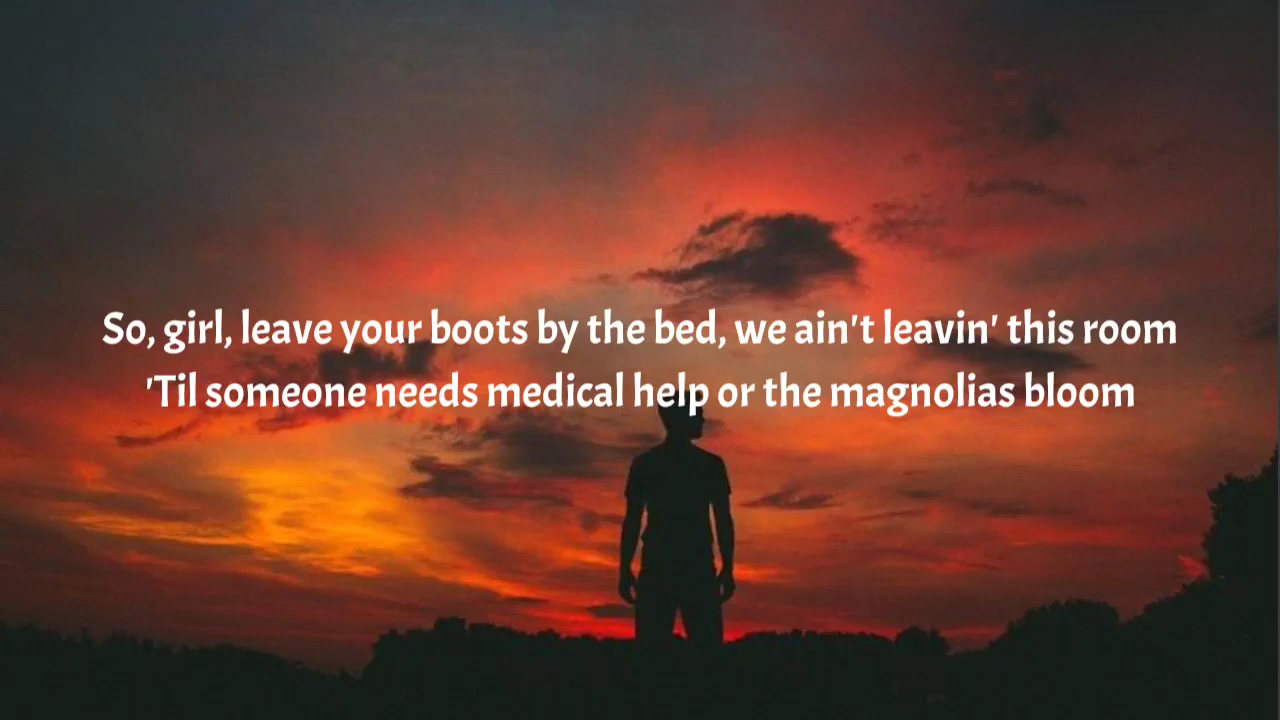 So, girl, leave your boots by the bed, we ain't leavin' this room
'Til someone needs medical help or the magnolias bloom